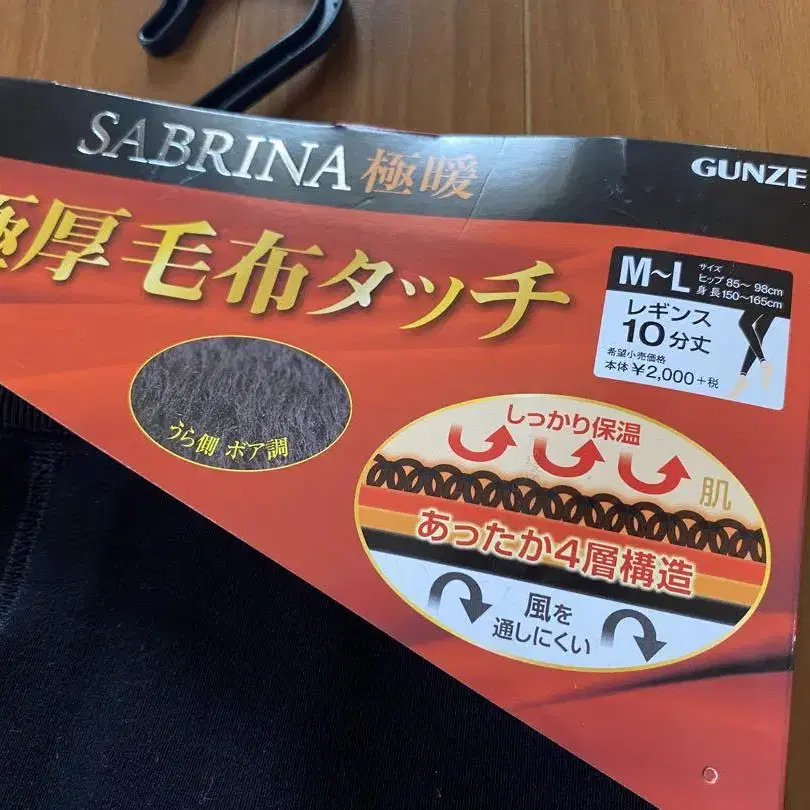 SABRINA 極暖
GUNZE
極厚毛布タッチ
M~L
サイズ
ヒップ 85~ 98cm
身 長150~165cm
レギンス
10分丈
希望小売価格
本体 ¥2,000+税
うら側 ボア調
しっかり保温
肌
あったか4層構造
風を
通しにくい